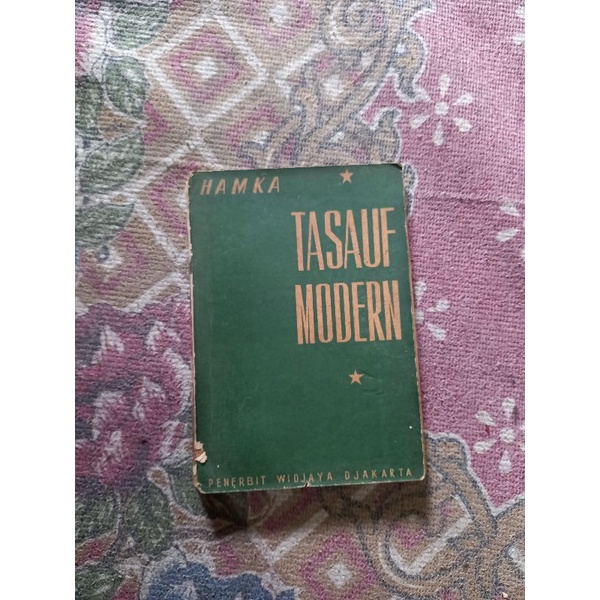 HAMKA
TASAUF
MODERN
PENERBIT WIDJAYA DJAKARTA